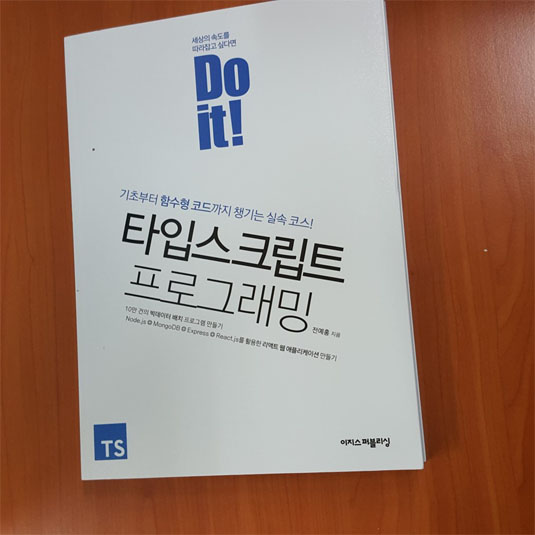 세상의 속도를
따라잡고 싶다면
Do
it!
기초부터 함수형 코드까지 챙기는 실속 코스!
타입스크립트
프로그래밍
전예홍 지음
10만 건의 빅데이터 배치 프로그램 만들기
Node.js + MongoDB + Express + React.js를 활용한 리액트 웹 애플리케이션 만들기
TS
이지스퍼블리싱